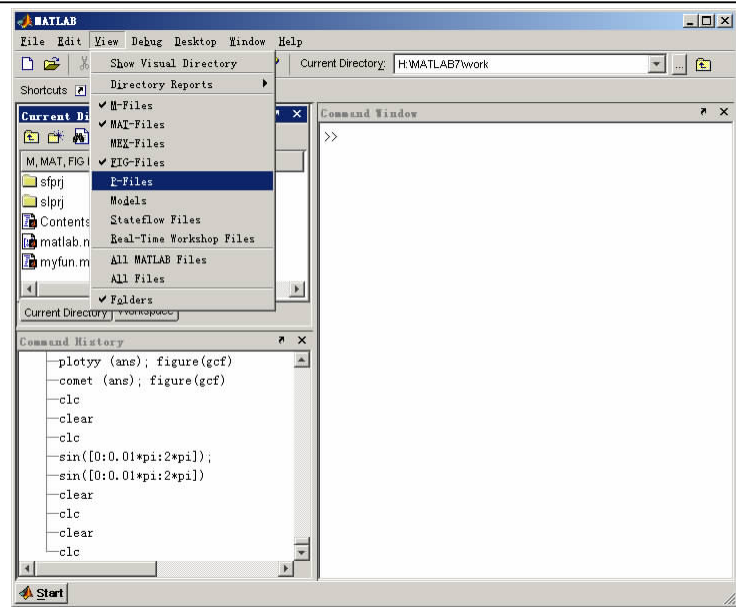 MATLAB
File Edit View Debug Desktop Window Help
Current Directory: H:\MATLAB7\work
...
Shortcuts
Show Visual Directory
Directory Reports
M-Files
MAT-Files
MEX-Files
FIG-Files
P-Files
Models
Stateflow Files
Real-Time Workshop Files
All MATLAB Files
All Files
Folders
Current Di
M, MAT, FIG
sfprj
slprj
Contents
matlab.m
myfun.m
Current Directory Workspace
Command History
plotyy (ans); figure(gcf)
comet (ans); figure(gcf)
clc
clear
clc
sin([0:0.01*pi:2*pi]);
sin([0:0.01*pi:2*pi])
clear
clc
clear
clc
Command Window
>>
Start